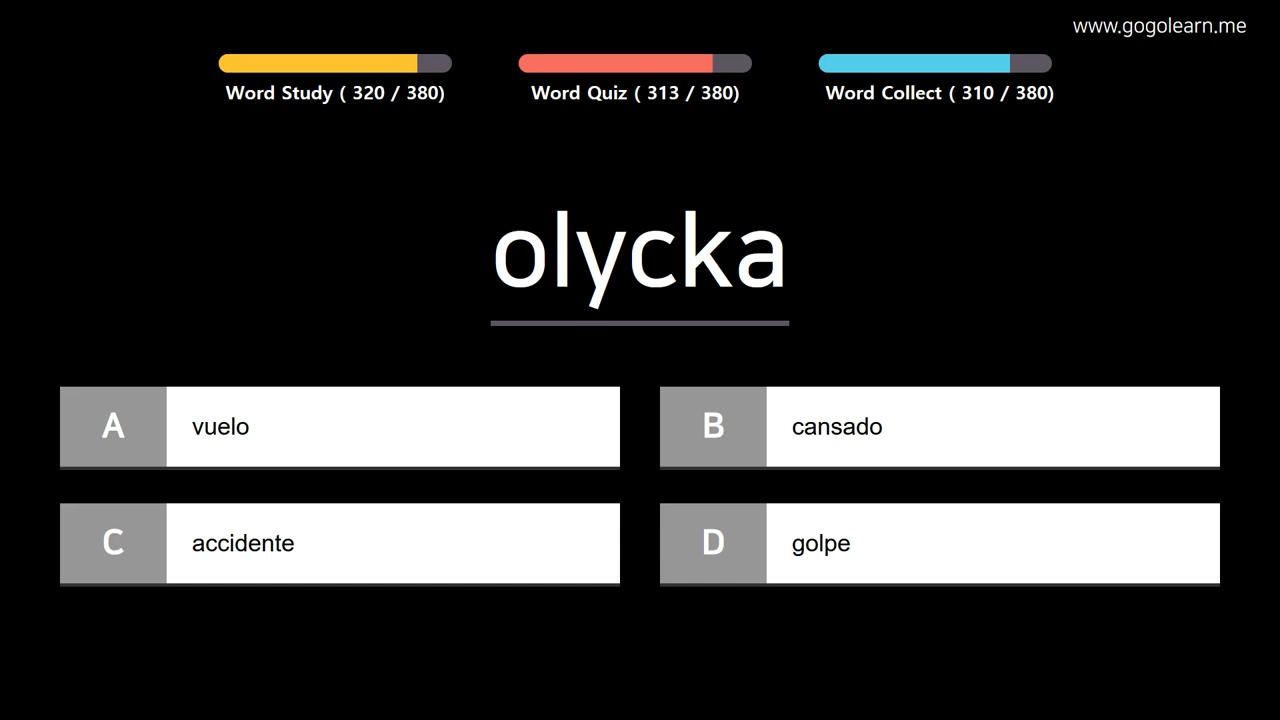 www.gogolearn.me
Word Study ( 320 / 380)
Word Quiz ( 313 / 380)
Word Collect ( 310 / 380)
olycka
A vuelo
B cansado
C accidente
D golpe